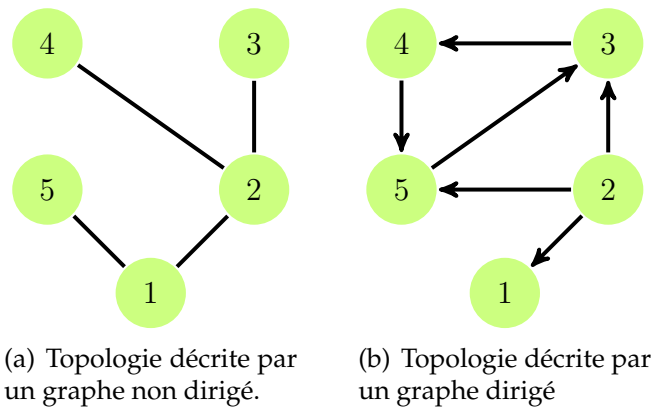 4 3 4 3
5 2 5 2
1 1
(a) Topologie décrite par
un graphe non dirigé.
(b) Topologie décrite par
un graphe dirigé